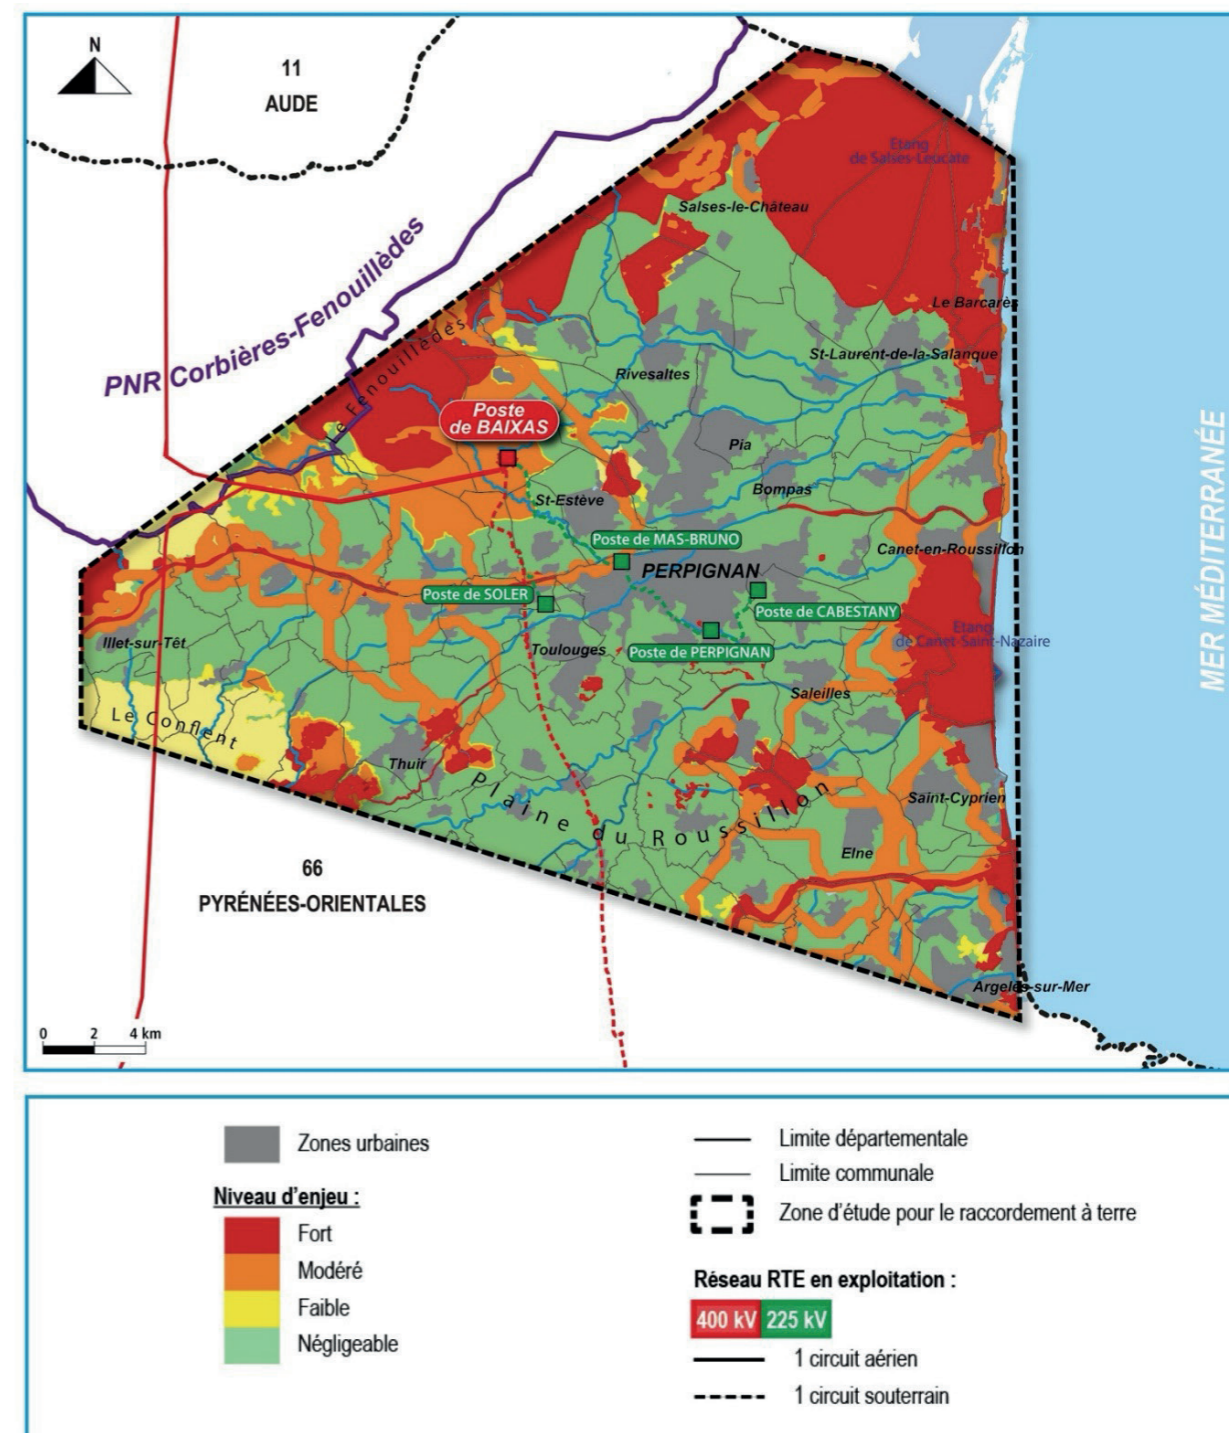 N
11
AUDE
PNR Corbières-Fenouillèdes
Etang
de Salses-Leucate
Salses-le-Château
Le Barcarès
Le Fenouillèdes
St-Laurent-de-la-Salanque
Rivesaltes
Poste
de BAIXAS
Pia
Bompas
St-Estève
Poste de MAS-BRUNO
Canet-en-Roussillon
PERPIGNAN
Poste de SOLER
Poste de CABESTANY
Etang
de Canet-Saint-Nazaire
Illet-sur-Têt
Toulouges
Poste de PERPIGNAN
Saleilles
Le Conflent
Thuir
Plaine du Roussillon
Saint-Cyprien
Elne
66
PYRÉNÉES-ORIENTALES
Argelès-sur-Mer
MER MÉDITERRANÉE
0 2 4 km
Zones urbaines
Niveau d'enjeu :
Fort
Modéré
Faible
Négligeable
Limite départementale
Limite communale
Zone d'étude pour le raccordement à terre
Réseau RTE en exploitation :
400 kV 225 kV
1 circuit aérien
1 circuit souterrain